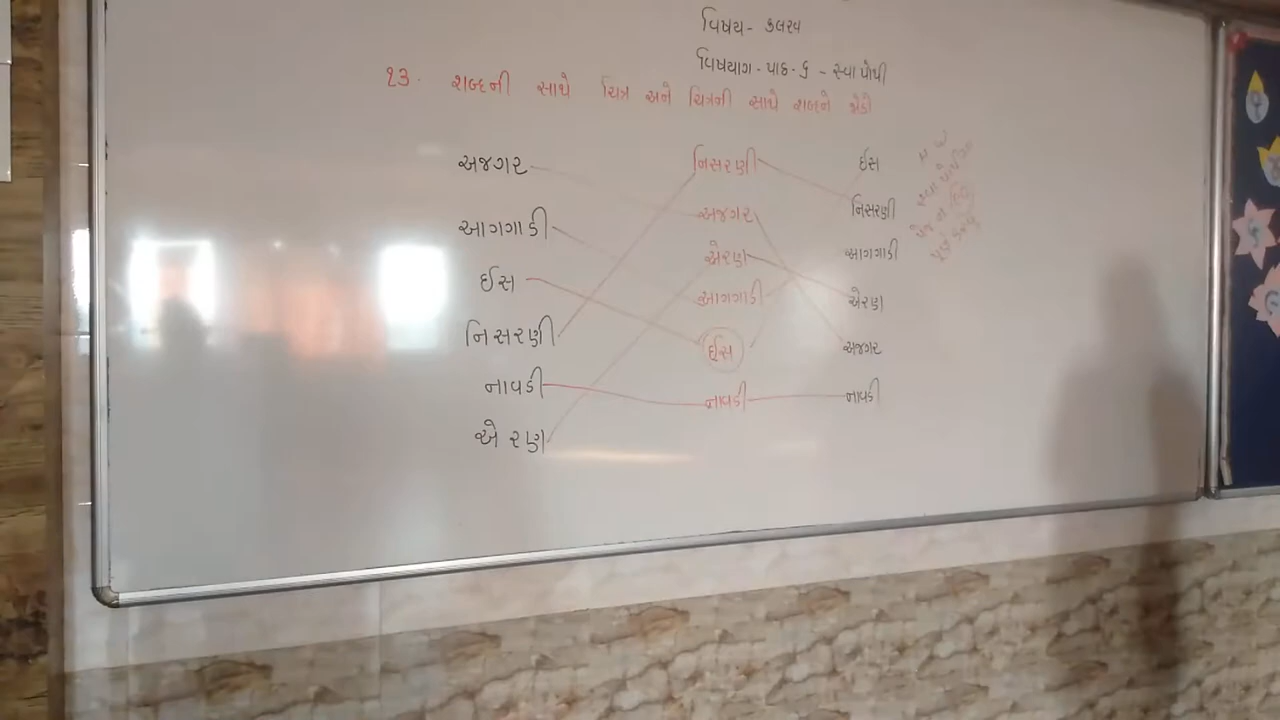 વિષય - કલરવ
વિષયાગ - પાઠ - ૬ - સ્વાપોથી
૧૩. શબ્દની સાથે ચિત્ર અને ચિત્રની સાથે શબ્દને જોડો
અજગર નિસરણી ઈસ
આગગાડી અજગર નિસરણી
ઈસ એરણ આગગાડી
નિસરણી આગગાડી એરણ
નાવડી ઈસ અજગર
એરણ નાવડી નાવડી